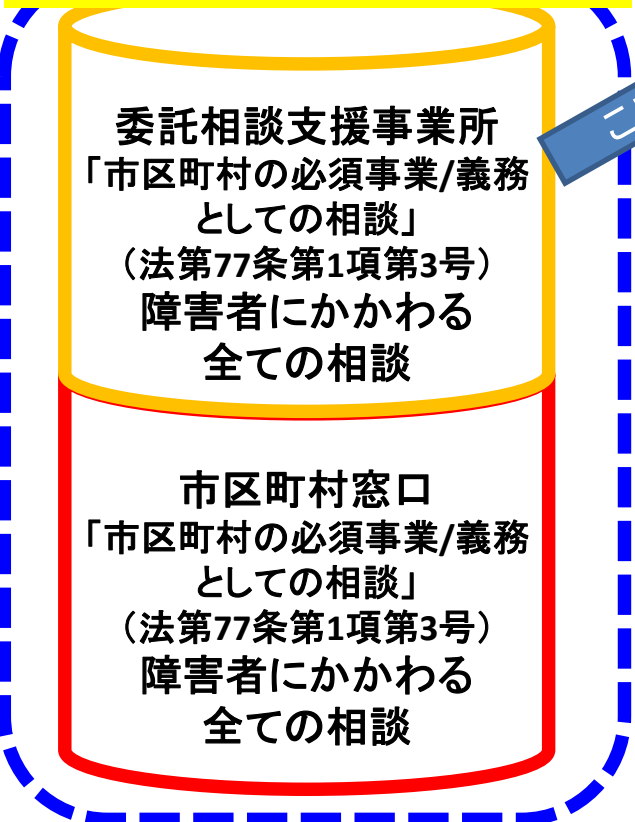 委託相談支援事業所
「市区町村の必須事業/義務
としての相談」
（法第77条第1項第3号）
障害者にかかわる
全ての相談
市区町村窓口
「市区町村の必須事業/義務
としての相談」
（法第77条第1項第3号）
障害者にかかわる
全ての相談